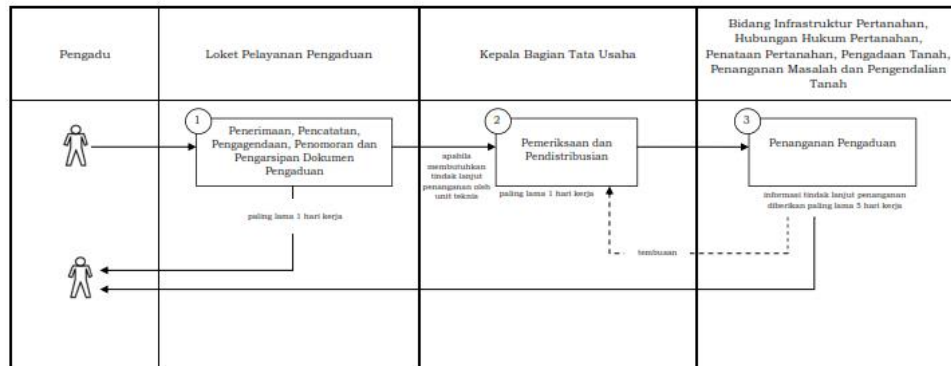 Pengadu
Loket Pelayanan Pengaduan
Kepala Bagian Tata Usaha
Bidang Infrastruktur Pertanahan,
Hubungan Hukum Pertanahan,
Penataan Pertanahan, Pengadaan Tanah,
Penanganan Masalah dan Pengendalian
Tanah
1
Penerimaan, Pencatatan,
Pengagendaan, Penomoran dan
Pengarsipan Dokumen
Pengaduan
paling lama 1 hari kerja
apabila
membutuhkan
tindak lanjut
penanganan oleh
unit teknis
2
Pemeriksaan dan
Pendistribusian
paling lama 1 hari kerja
3
Penanganan Pengaduan
informasi tindak lanjut penanganan
diberikan paling lama 5 hari kerja
tembusan